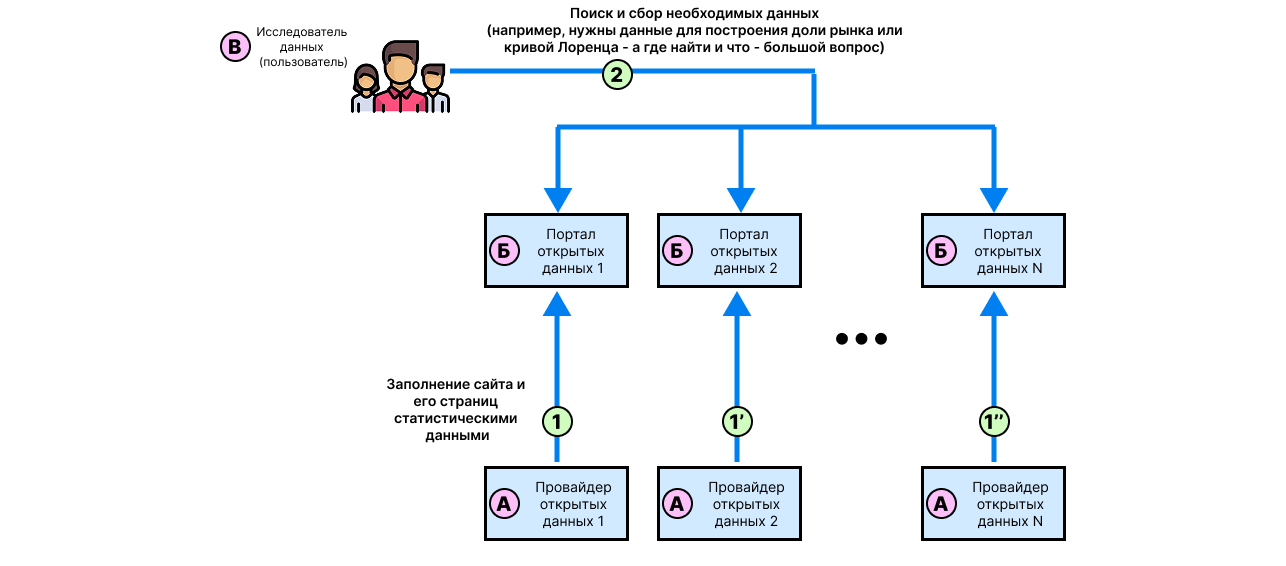 Поиск и сбор необходимых данных
(например, нужны данные для построения доли рынка или
кривой Лоренца - а где найти и что - большой вопрос)
В
Исследователь
данных
(пользователь)
2
Б
Портал
открытых
данных 1
Б
Портал
открытых
данных 2
Б
Портал
открытых
данных N
Заполнение сайта и
его страниц
статистическими
данными
1
1’
1’’
А
Провайдер
открытых
данных 1
А
Провайдер
открытых
данных 2
А
Провайдер
открытых
данных N